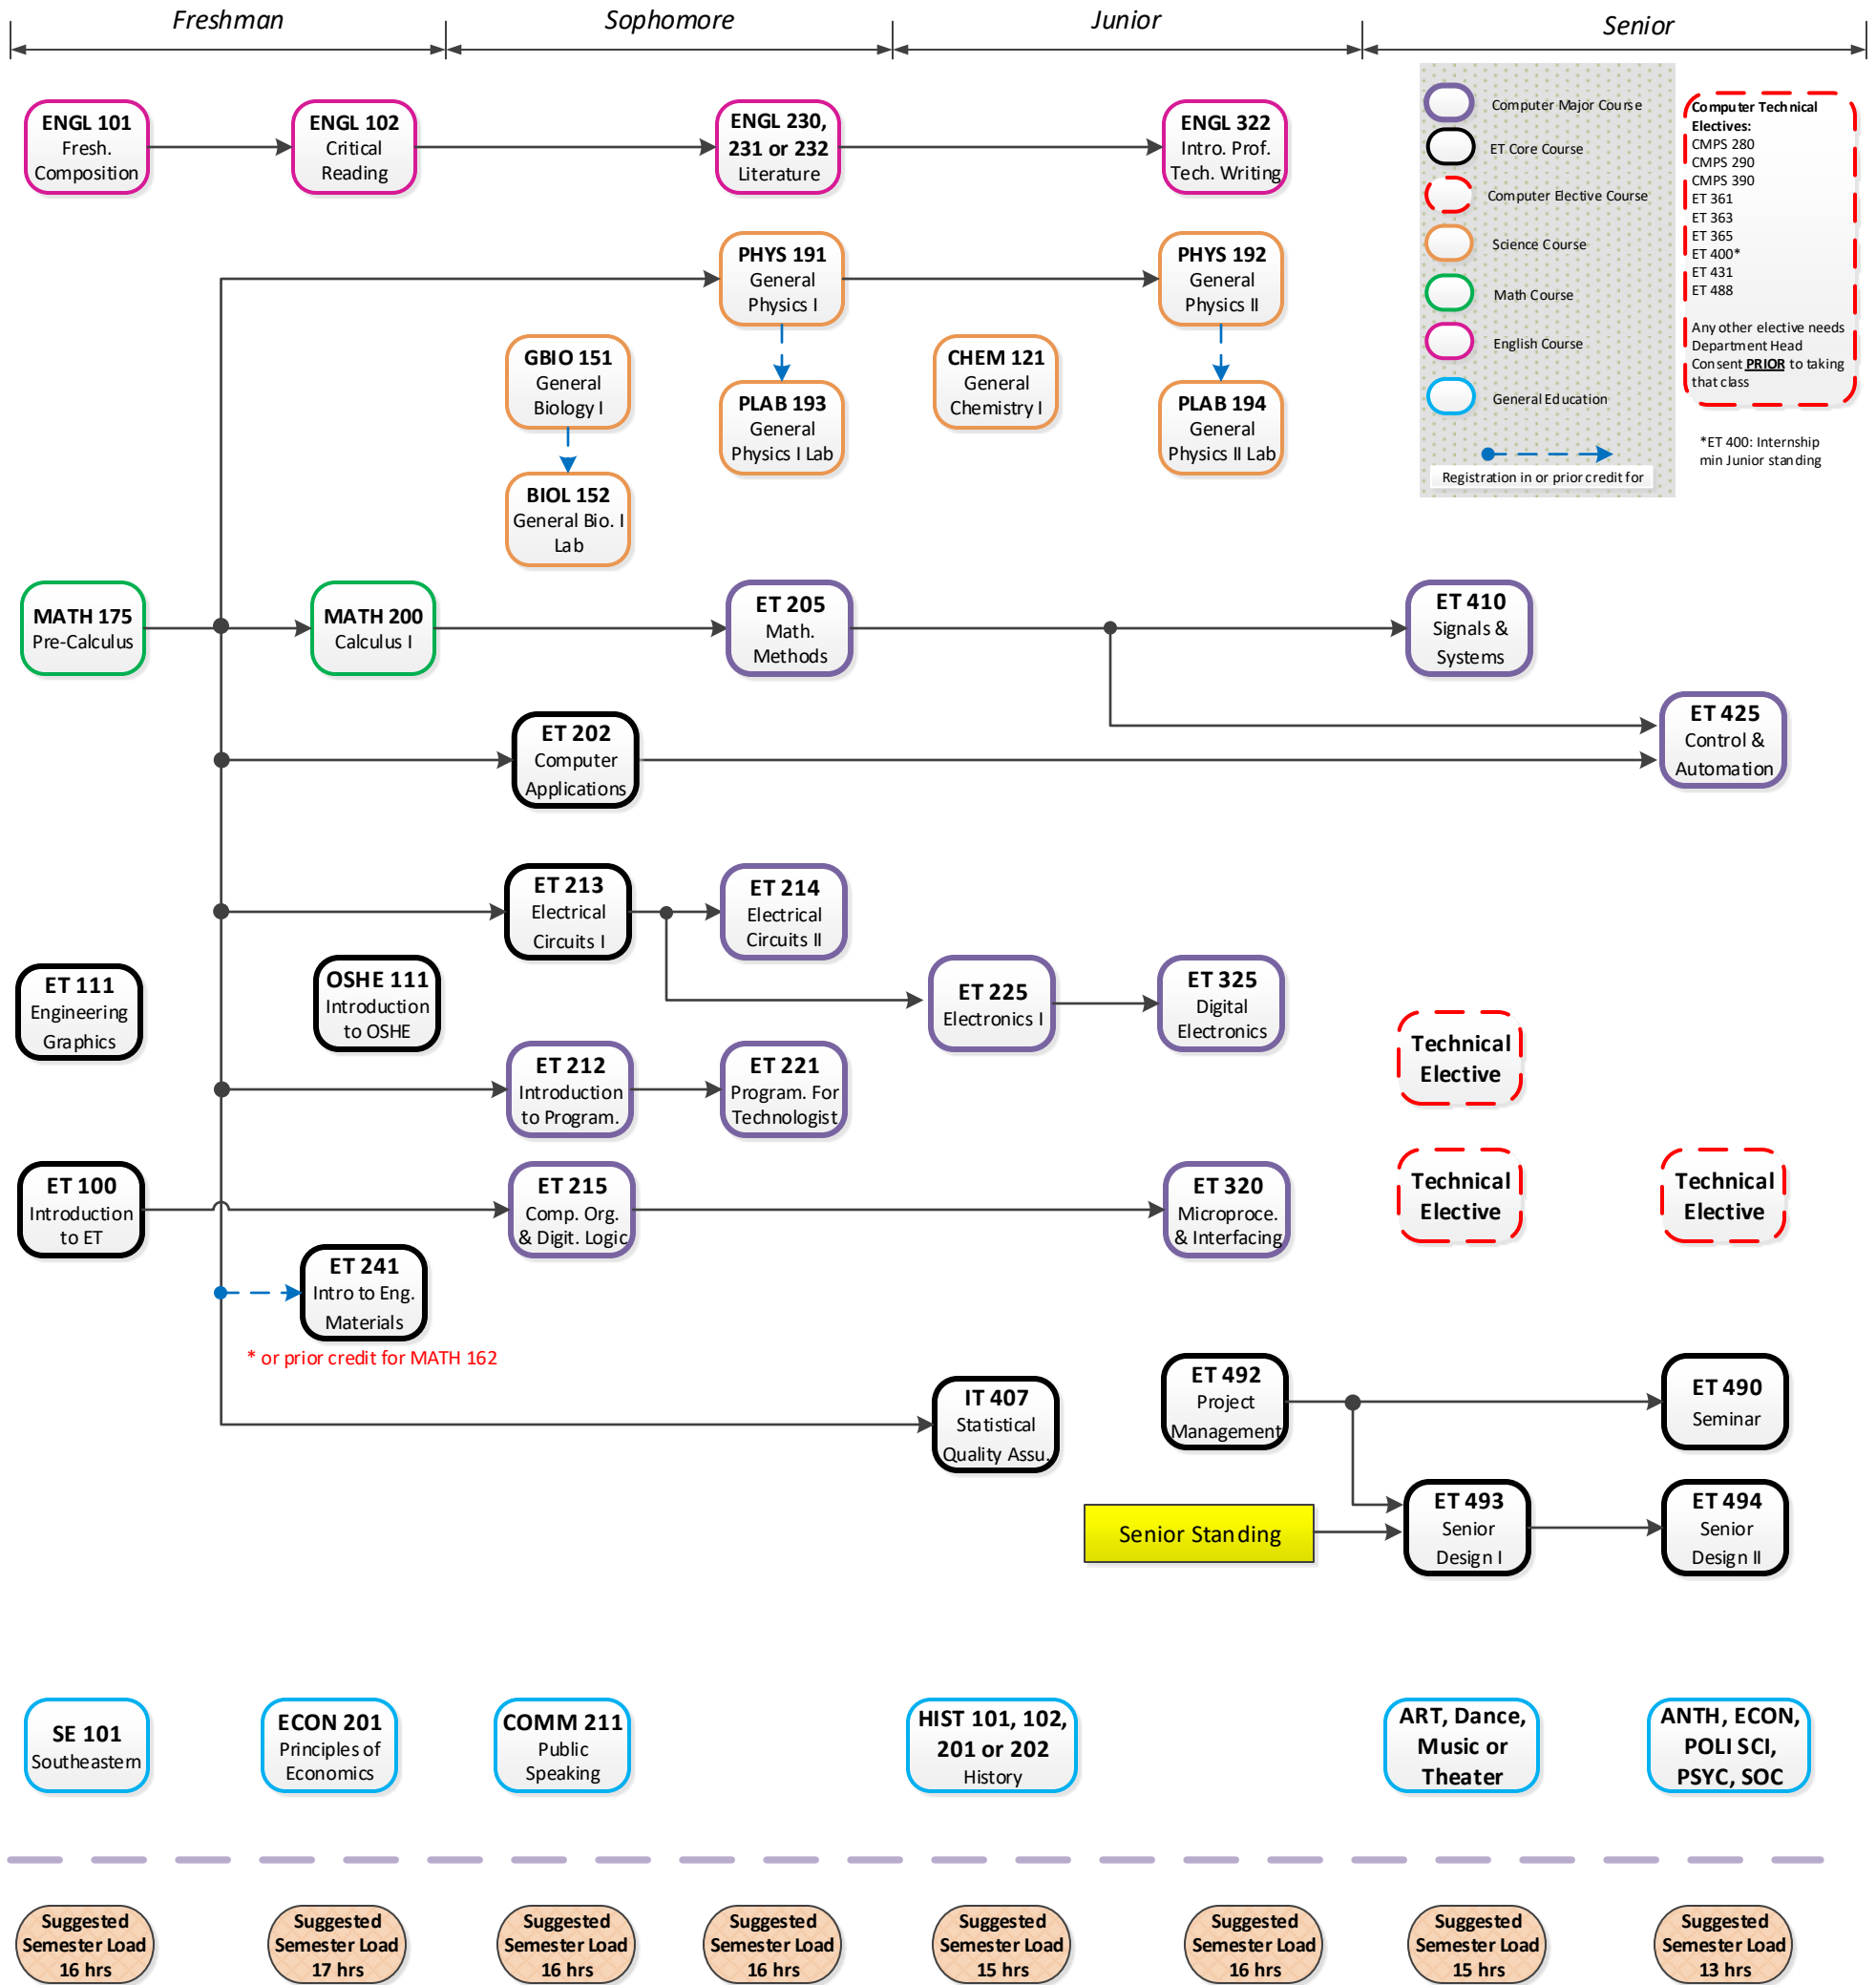 Freshman
Sophomore
Junior
Senior
ENGL 101
Fresh.
Composition
ENGL 102
Critical
Reading
ENGL 230,
231 or 232
Literature
ENGL 322
Intro. Prof.
Tech. Writing
Computer Major Course
ET Core Course
Computer Elective Course
Science Course
Math Course
English Course
General Education
Registration in or prior credit for
Computer Technical
Electives:
CMPS 280
CMPS 290
CMPS 390
ET 361
ET 363
ET 365
ET 400*
ET 431
ET 488
Any other elective needs
Department Head
Consent PRIOR to taking
that class
*ET 400: Internship
min Junior standing
PHYS 191
General
Physics I
PHYS 192
General
Physics II
GBIO 151
General
Biology I
CHEM 121
General
Chemistry I
PLAB 193
General
Physics I Lab
PLAB 194
General
Physics II Lab
BIOL 152
General Bio. I
Lab
MATH 175
Pre-Calculus
MATH 200
Calculus I
ET 205
Math.
Methods
ET 410
Signals &
Systems
ET 202
Computer
Applications
ET 425
Control &
Automation
ET 213
Electrical
Circuits I
ET 214
Electrical
Circuits II
ET 111
Engineering
Graphics
OSHE 111
Introduction
to OSHE
ET 225
Electronics I
ET 325
Digital
Electronics
Technical
Elective
ET 212
Introduction
to Program.
ET 221
Program. For
Technologist
ET 100
Introduction
to ET
ET 215
Comp. Org.
& Digit. Logic
ET 320
Microproce.
& Interfacing
Technical
Elective
Technical
Elective
ET 241
Intro to Eng.
Materials
* or prior credit for MATH 162
IT 407
Statistical
Quality Assu.
ET 492
Project
Management
ET 490
Seminar
Senior Standing
ET 493
Senior
Design I
ET 494
Senior
Design II
SE 101
Southeastern
ECON 201
Principles of
Economics
COMM 211
Public
Speaking
HIST 101, 102,
201 or 202
History
ART, Dance,
Music or
Theater
ANTH, ECON,
POLI SCI,
PSYC, SOC
Suggested
Semester Load
16 hrs
Suggested
Semester Load
17 hrs
Suggested
Semester Load
16 hrs
Suggested
Semester Load
16 hrs
Suggested
Semester Load
15 hrs
Suggested
Semester Load
16 hrs
Suggested
Semester Load
15 hrs
Suggested
Semester Load
13 hrs